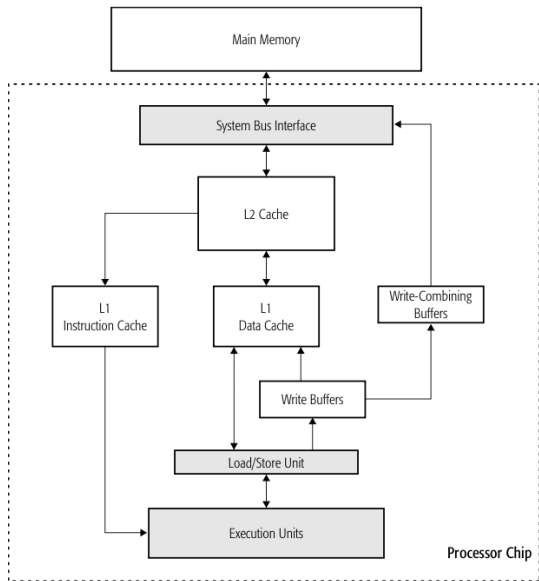 Main Memory
System Bus Interface
L2 Cache
L1
Instruction Cache
L1
Data Cache
Write-Combining
Buffers
Write Buffers
Load/Store Unit
Execution Units
Processor Chip